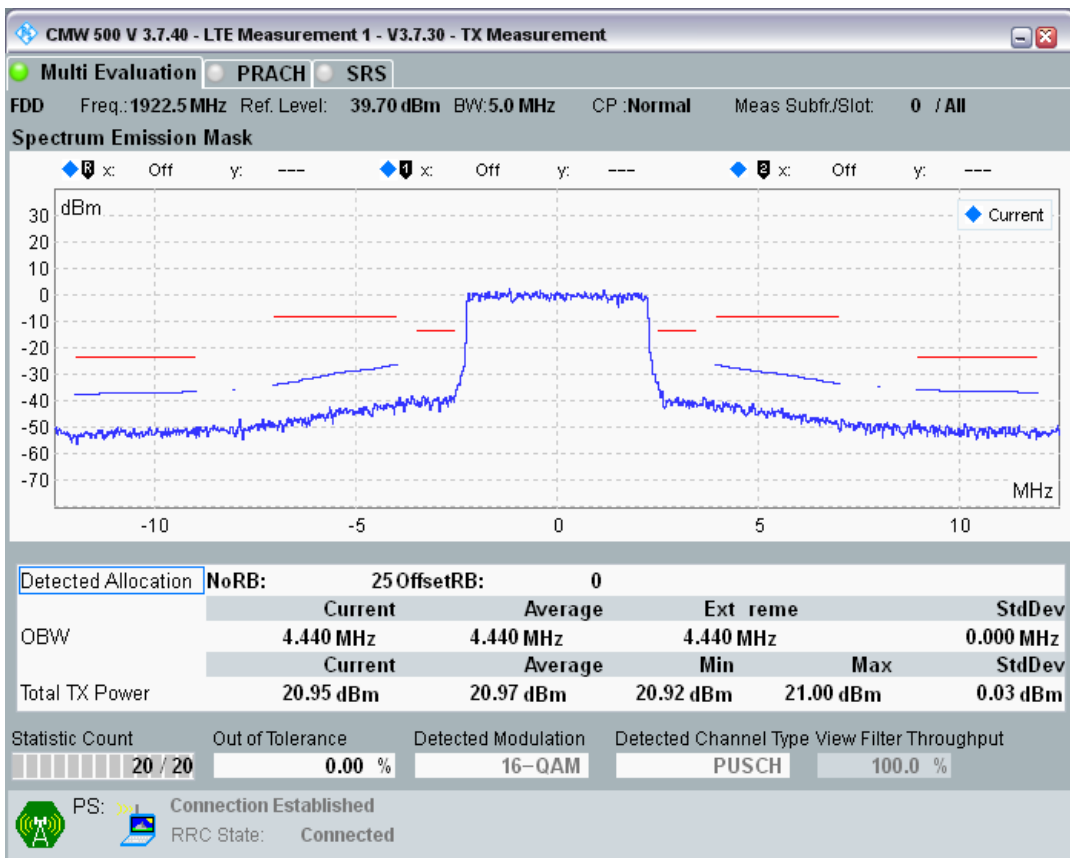 CMW 500 V 3.7.40 - LTE Measurement 1 - V3.7.30 - TX Measurement
Multi Evaluation PRACH SRS
FDD Freq.:1922.5 MHz Ref. Level: 39.70 dBm BW:5.0 MHz CP :Normal Meas Subfr./Slot: 0 / All
Spectrum Emission Mask
R x: Off y: --- 1 x: Off y: --- 2 x: Off y: ---
dBm
Current
30
20
10
0
-10
-20
-30
-40
-50
-60
-70
MHz
-10 -5 0 5 10
Detected Allocation NoRB: 25 OffsetRB: 0
Current Average Ext reme StdDev
OBW 4.440 MHz 4.440 MHz 4.440 MHz 0.000 MHz
Current Average Min Max StdDev
Total TX Power 20.95 dBm 20.97 dBm 20.92 dBm 21.00 dBm 0.03 dBm
Statistic Count Out of Tolerance Detected Modulation Detected Channel Type View Filter Throughput
20 / 20 0.00 % 16-QAM PUSCH 100.0 %
PS: Connection Established
RRC State: Connected